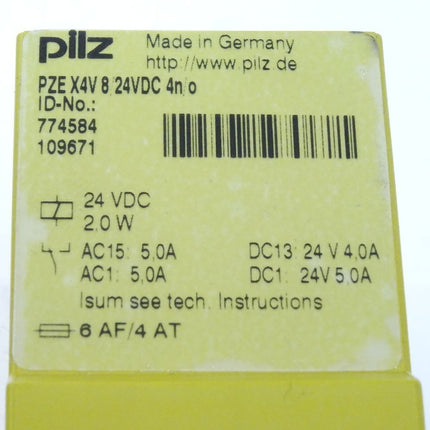 pilz
Made in Germany
http://www.pilz.de
PZE X4V 8/24VDC 4n/o
ID-No.:
774584
109671
24 VDC
2.0 W
AC15: 5,0A DC13: 24 V 4,0A
AC1: 5,0A DC1: 24V 5,0A
Isum see tech. Instructions
6 AF/4 AT